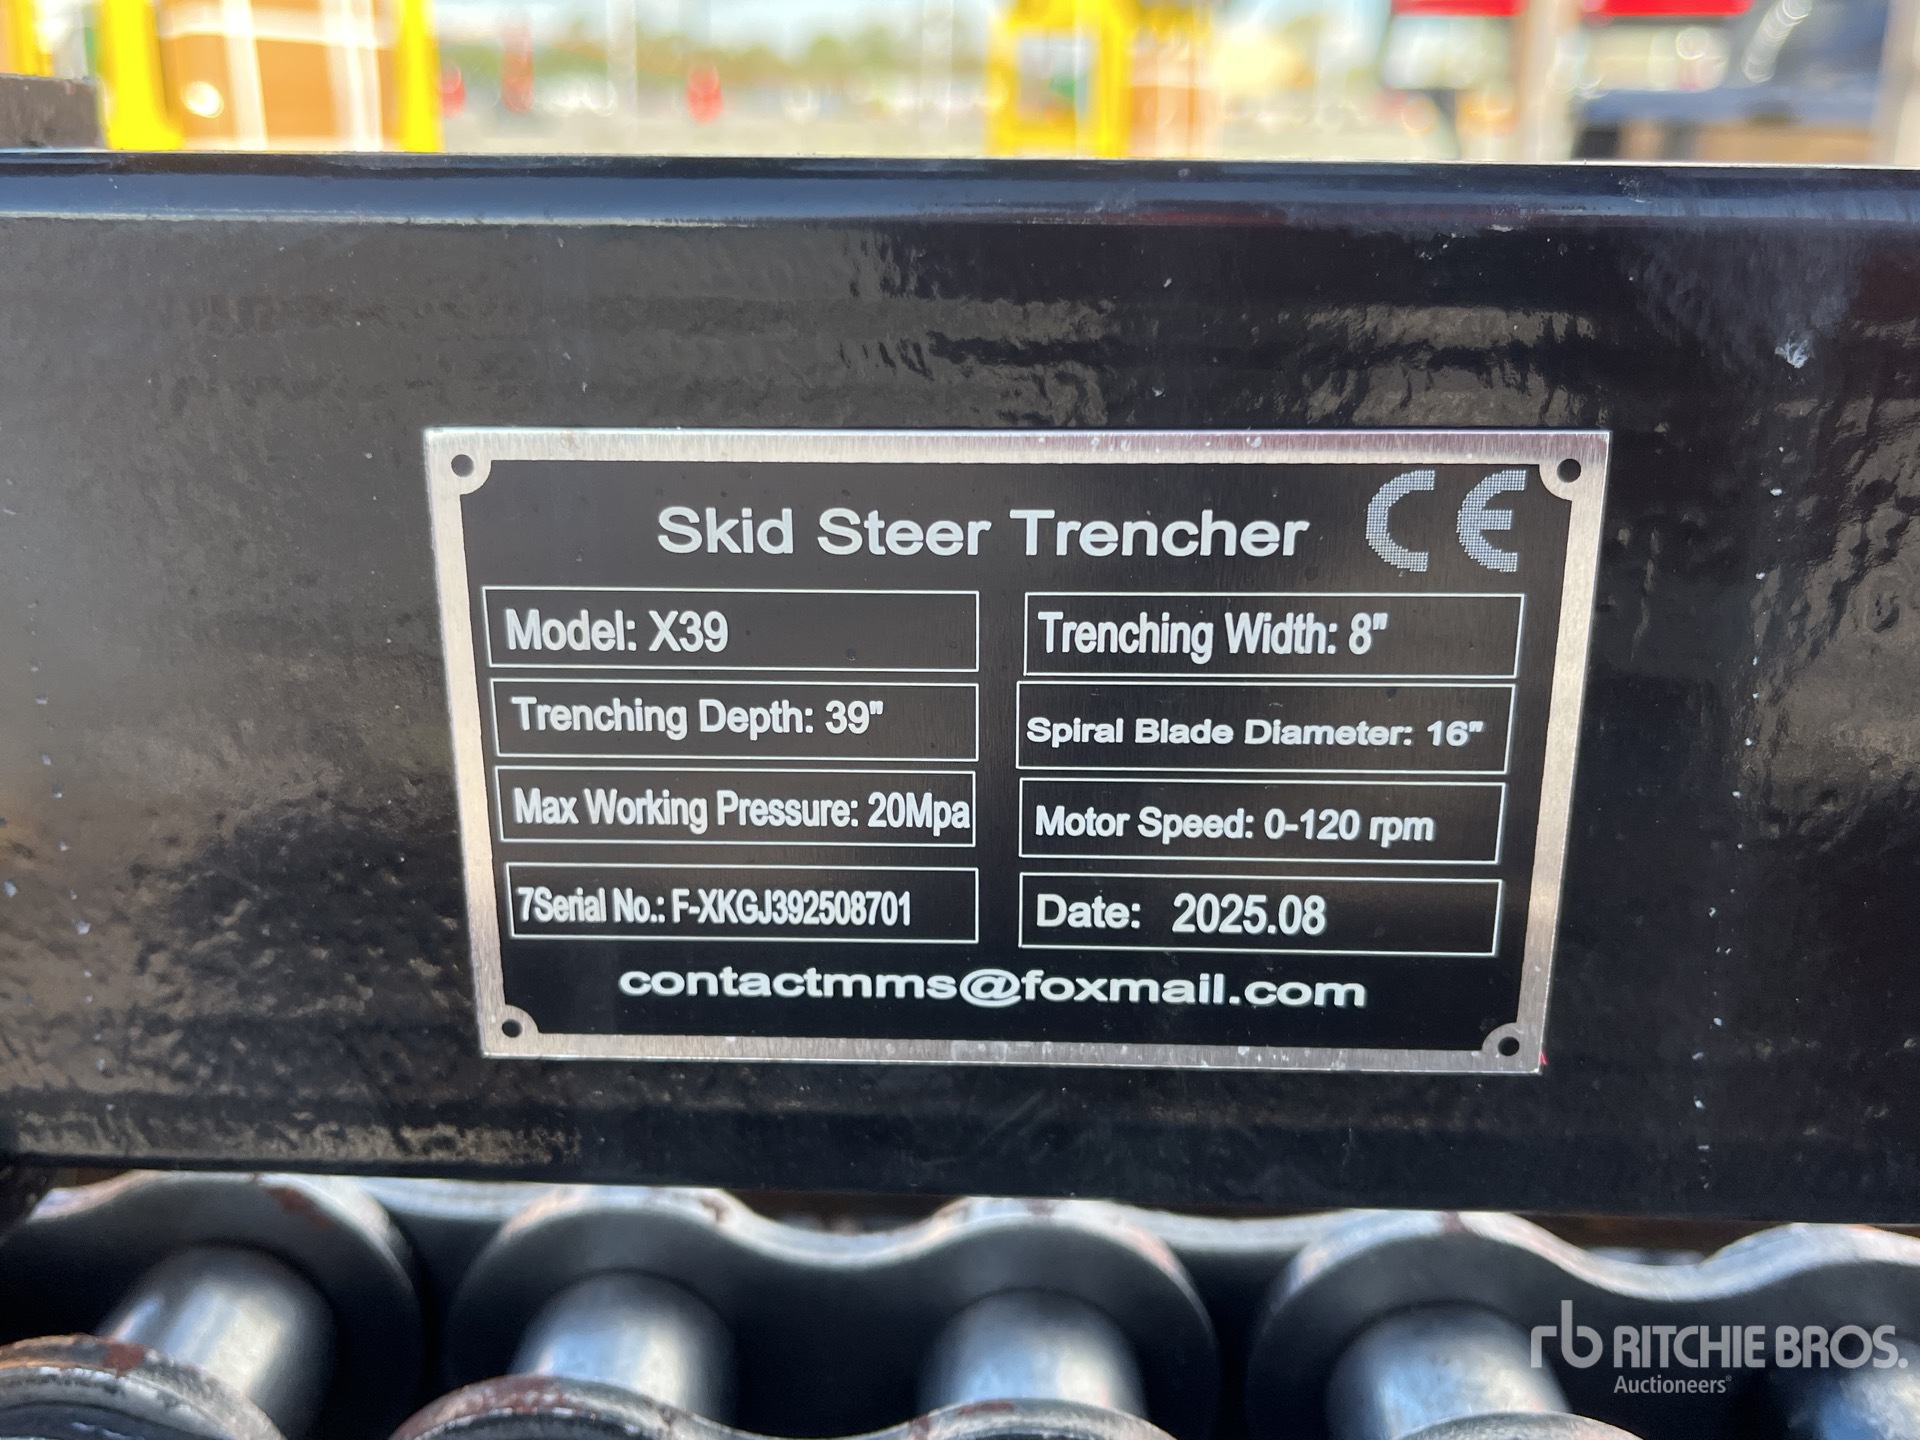 Skid Steer Trencher CE
Model: X39
Trenching Width: 8"
Trenching Depth: 39"
Spiral Blade Diameter: 16"
Max Working Pressure: 20Mpa
Motor Speed: 0-120 rpm
7Serial No.: F-XKGJ392508701
Date: 2025.08
contactmms@foxmail.com
rb RITCHIE BROS.
Auctioneers®